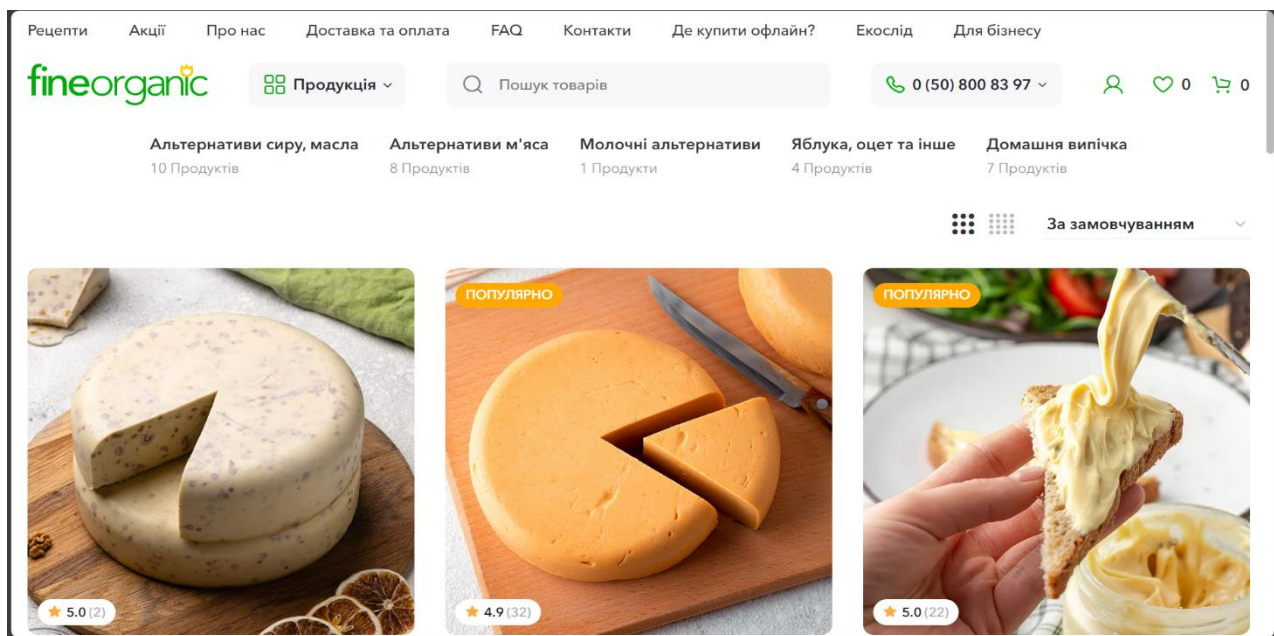 Рецепти Акції Про нас Доставка та оплата FAQ Контакти Де купити офлайн? Екослід Для бізнесу
fineorganic Продукція Пошук товарів 0 (50) 800 83 97 0 0
Альтернативи сиру, масла Альтернативи м'яса Молочні альтернативи Яблука, оцет та інше Домашня випічка
10 Продуктів 8 Продуктів 1 Продукти 4 Продуктів 7 Продуктів
За замовчуванням
ПОПУЛЯРНО ПОПУЛЯРНО
5.0 (2) 4.9 (32) 5.0 (22)